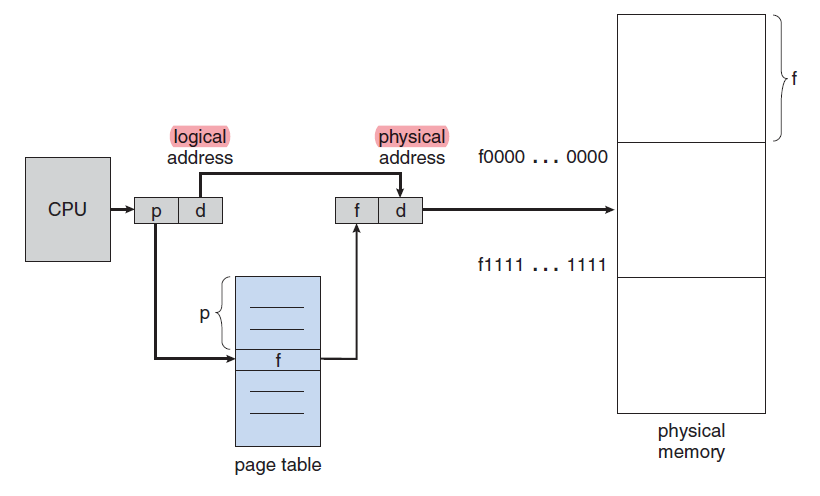 f
logical
address
physical
address
f0000 ... 0000
CPU
p d
f d
f1111 ... 1111
p
f
physical
memory
page table